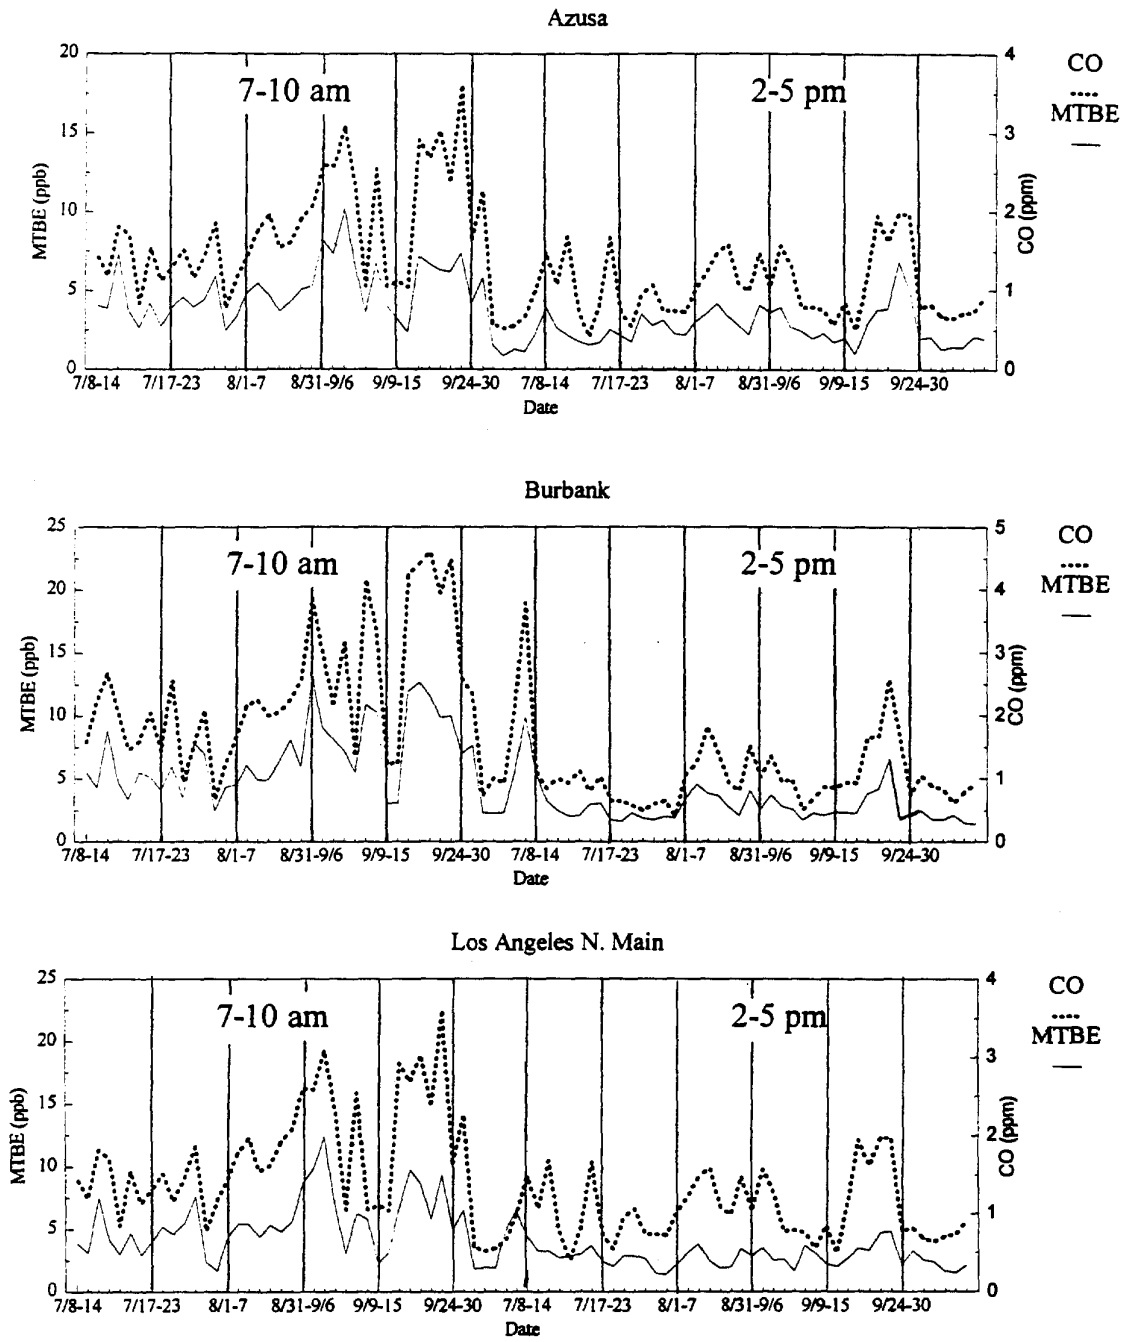 Azusa
20
15
10
5
0
MTBE (ppb)
7-10 am
2-5 pm
4
3
2
1
0
CO (ppm)
CO
MTBE
7/8-14 7/17-23 8/1-7 8/31-9/6 9/9-15 9/24-30 7/8-14 7/17-23 8/1-7 8/31-9/6 9/9-15 9/24-30
Date
Burbank
25
20
15
10
5
0
MTBE (ppb)
7-10 am
2-5 pm
5
4
3
2
1
0
CO (ppm)
CO
MTBE
7/8-14 7/17-23 8/1-7 8/31-9/6 9/9-15 9/24-30 7/8-14 7/17-23 8/1-7 8/31-9/6 9/9-15 9/24-30
Date
Los Angeles N. Main
25
20
15
10
5
0
MTBE (ppb)
7-10 am
2-5 pm
4
3
2
1
0
CO (ppm)
CO
MTBE
7/8-14 7/17-23 8/1-7 8/31-9/6 9/9-15 9/24-30 7/8-14 7/17-23 8/1-7 8/31-9/6 9/9-15 9/24-30
Date